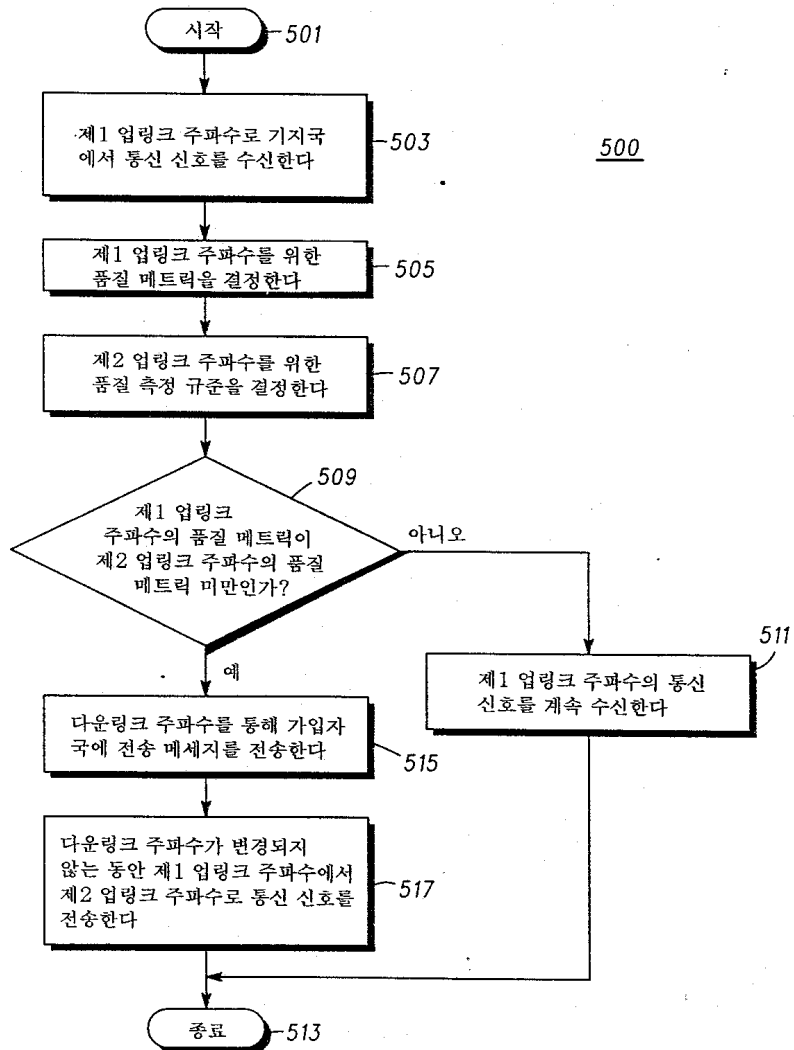 시작
501
제1 업링크 주파수로 기지국
에서 통신 신호를 수신한다
503
500
제1 업링크 주파수를 위한
품질 메트릭을 결정한다
505
제2 업링크 주파수를 위한
품질 측정 규준을 결정한다
507
509
제1 업링크
주파수의 품질 메트릭이
제2 업링크 주파수의 품질
메트릭 미만인가?
아니오
예
511
제1 업링크 주파수의 통신
신호를 계속 수신한다
다운링크 주파수를 통해 가입자
국에 전송 메세지를 전송한다
515
다운링크 주파수가 변경되지
않는 동안 제1 업링크 주파수에서
제2 업링크 주파수로 통신 신호를
전송한다
517
종료
513